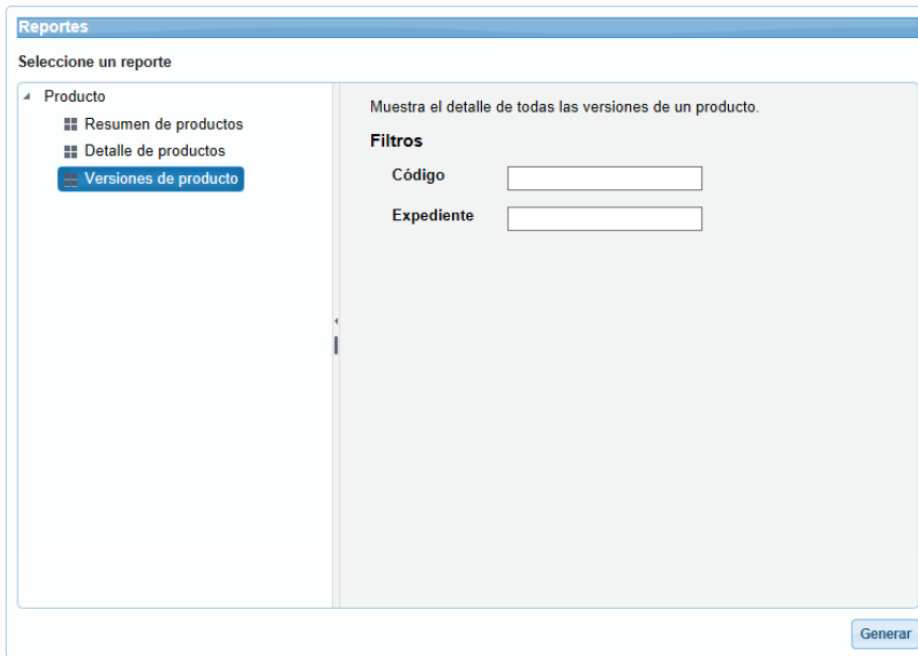 Reportes
Seleccione un reporte
Producto
Resumen de productos
Detalle de productos
Versiones de producto
Muestra el detalle de todas las versiones de un producto.
Filtros
Código
Expediente
Generar